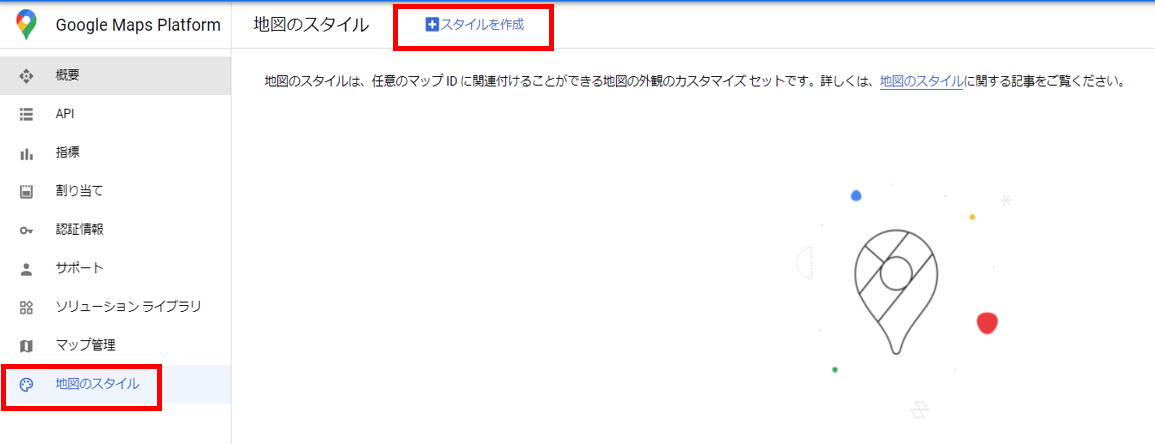 Google Maps Platform
地図のスタイル
スタイルを作成
概要
API
指標
割り当て
認証情報
サポート
ソリューション ライブラリ
マップ管理
地図のスタイル
地図のスタイルは、任意のマップ ID に関連付けることができる地図の外観のカスタマイズ セットです。詳しくは、地図のスタイルに関する記事をご覧ください。